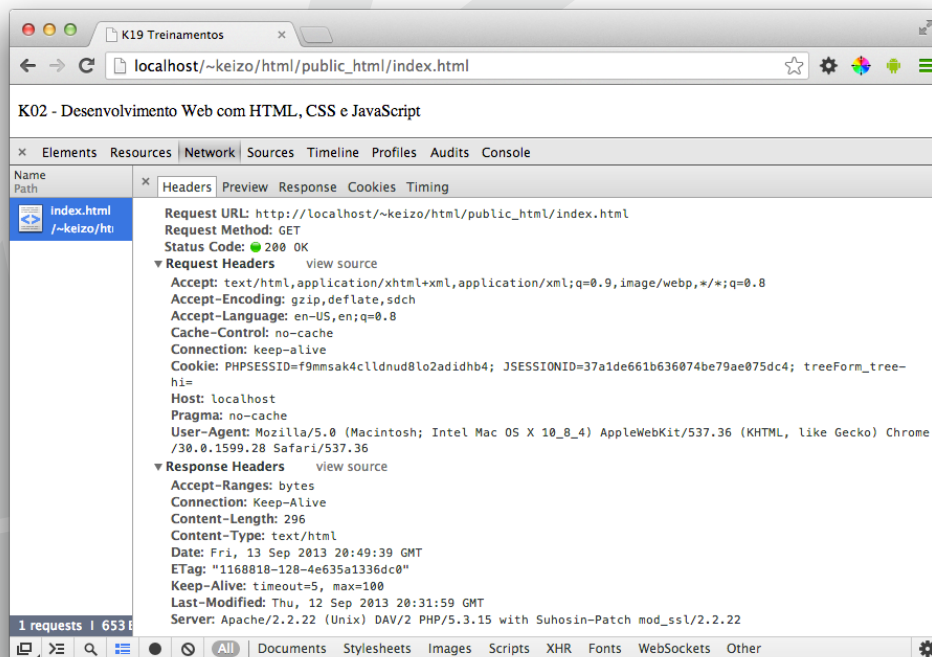 K19 Treinamentos
localhost/~keizo/html/public_html/index.html
K02 - Desenvolvimento Web com HTML, CSS e JavaScript
× Elements Resources Network Sources Timeline Profiles Audits Console
Name
Path
× Headers Preview Response Cookies Timing
index.html
/~keizo/ht
Request URL: http://localhost/~keizo/html/public_html/index.html
Request Method: GET
Status Code: 200 OK
Request Headers view source
Accept: text/html,application/xhtml+xml,application/xml;q=0.9,image/webp,*/*;q=0.8
Accept-Encoding: gzip,deflate,sdch
Accept-Language: en-US,en;q=0.8
Cache-Control: no-cache
Connection: keep-alive
Cookie: PHPSESSID=f9mmsak4clldnud8lo2adidhb4; JSESSIONID=37a1de661b636074be79ae075dc4; treeForm_tree-
hi=
Host: localhost
Pragma: no-cache
User-Agent: Mozilla/5.0 (Macintosh; Intel Mac OS X 10_8_4) AppleWebKit/537.36 (KHTML, like Gecko) Chrome
/30.0.1599.28 Safari/537.36
Response Headers view source
Accept-Ranges: bytes
Connection: Keep-Alive
Content-Length: 296
Content-Type: text/html
Date: Fri, 13 Sep 2013 20:49:39 GMT
ETag: "1168818-128-4e635a1336dc0"
Keep-Alive: timeout=5, max=100
Last-Modified: Thu, 12 Sep 2013 20:31:59 GMT
Server: Apache/2.2.22 (Unix) DAV/2 PHP/5.3.15 with Suhosin-Patch mod_ssl/2.2.22
1 requests | 653
All Documents Stylesheets Images Scripts XHR Fonts WebSockets Other